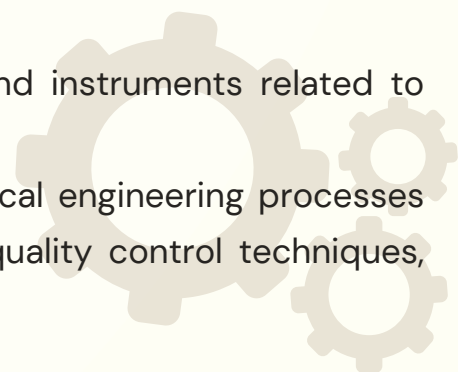 nd instruments related to
cal engineering processes
quality control techniques,